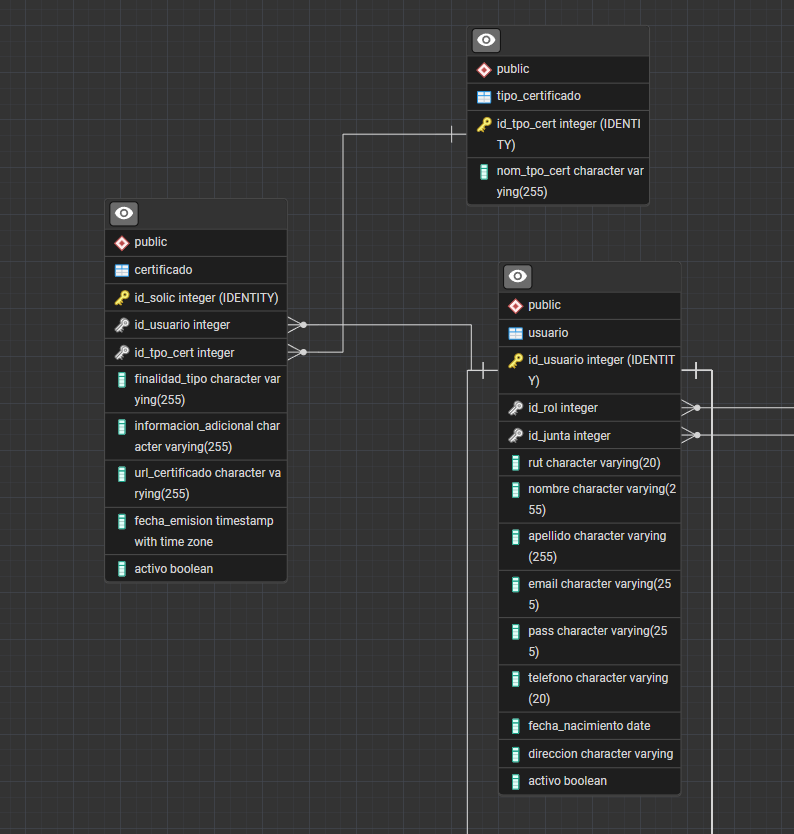 public
tipo_certificado
id_tpo_cert integer (IDENTI
TY)
nom_tpo_cert character var
ying(255)
public
certificado
id_solic integer (IDENTITY)
id_usuario integer
id_tpo_cert integer
finalidad_tipo character var
ying(255)
informacion_adicional char
acter varying(255)
url_certificado character va
rying(255)
fecha_emision timestamp
with time zone
activo boolean
public
usuario
id_usuario integer (IDENTIT
Y)
id_rol integer
id_junta integer
rut character varying(20)
nombre character varying(2
55)
apellido character varying
(255)
email character varying(25
5)
pass character varying(25
5)
telefono character varying
(20)
fecha_nacimiento date
direccion character varying
activo boolean